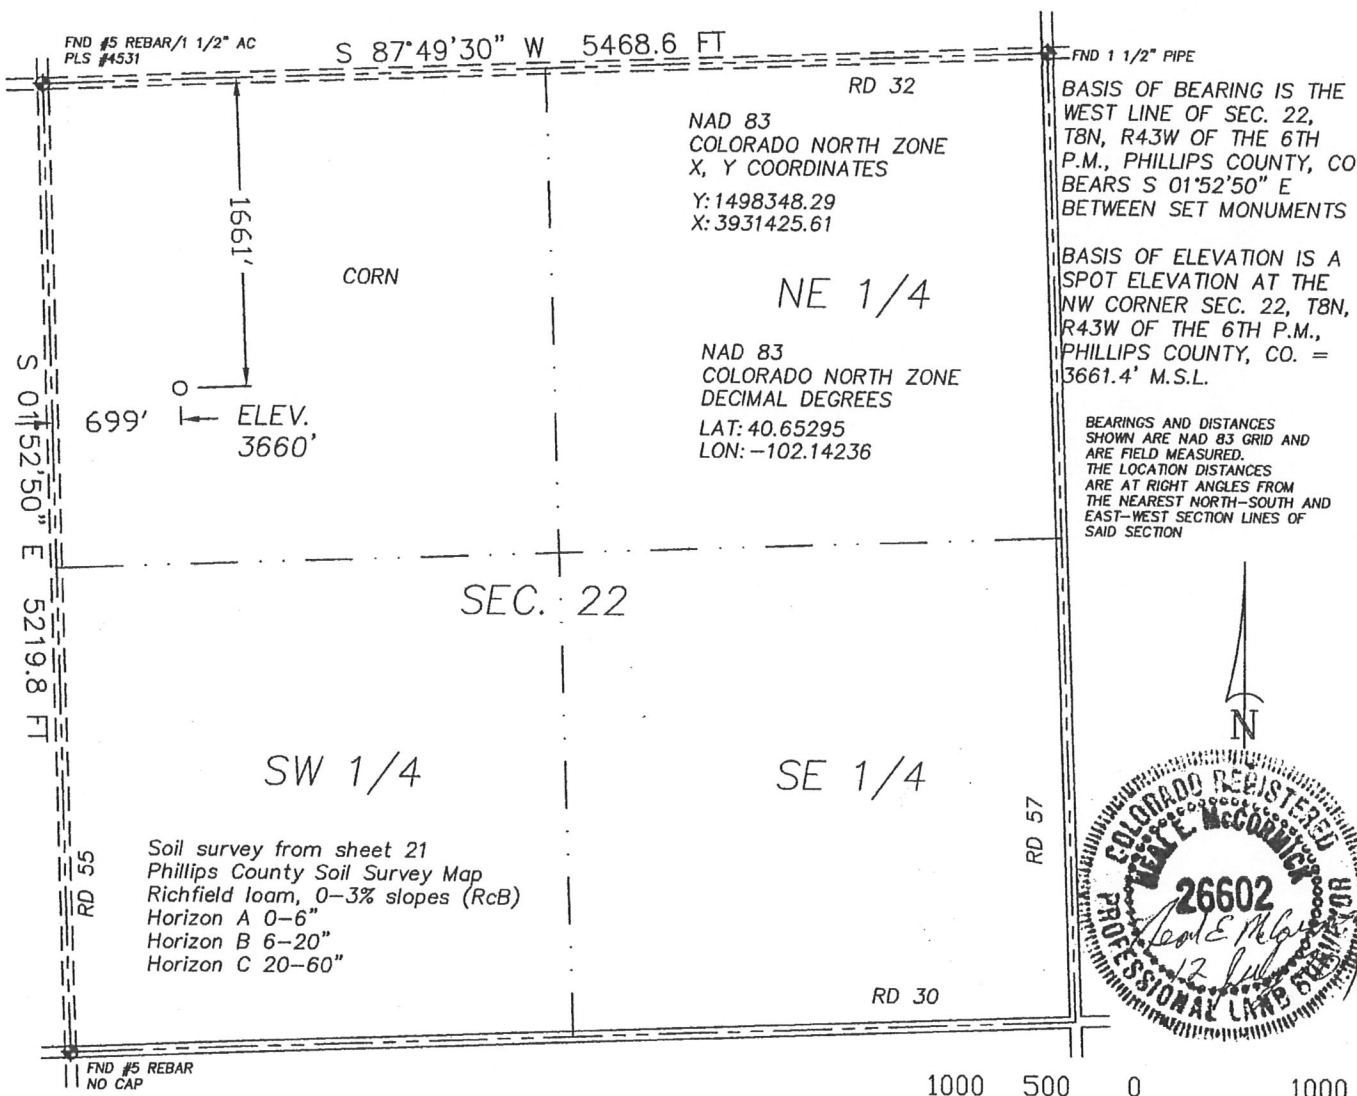 FND #5 REBAR/1 1/2" AC
PLS #4531
S 87°49'30" W 5468.6 FT
FND 1 1/2" PIPE
RD 32
NAD 83
COLORADO NORTH ZONE
X, Y COORDINATES
Y: 1498348.29
X: 3931425.61
BASIS OF BEARING IS THE
WEST LINE OF SEC. 22,
T8N, R43W OF THE 6TH
P.M., PHILLIPS COUNTY, CO
BEARS S 01°52'50" E
BETWEEN SET MONUMENTS
1661'
CORN
NE 1/4
BASIS OF ELEVATION IS A
SPOT ELEVATION AT THE
NW CORNER SEC. 22, T8N,
R43W OF THE 6TH P.M.,
PHILLIPS COUNTY, CO. =
3661.4' M.S.L.
NAD 83
COLORADO NORTH ZONE
DECIMAL DEGREES
LAT: 40.65295
LON: -102.14236
S 01°52'50" E 5219.8 FT
699'
ELEV.
3660'
BEARINGS AND DISTANCES
SHOWN ARE NAD 83 GRID AND
ARE FIELD MEASURED.
THE LOCATION DISTANCES
ARE AT RIGHT ANGLES FROM
THE NEAREST NORTH-SOUTH AND
EAST-WEST SECTION LINES OF
SAID SECTION
SEC. 22
N
SW 1/4
SE 1/4
RD 57
RD 55
Soil survey from sheet 21
Phillips County Soil Survey Map
Richfield loam, 0-3% slopes (RcB)
Horizon A 0-6"
Horizon B 6-20"
Horizon C 20-60"
COLORADO REGISTERED
NEAL E. McCORMICK
26602
Neal E McCormick
12 July
PROFESSIONAL LAND SURVEYOR
RD 30
FND #5 REBAR
NO CAP
1000 500 0 1000